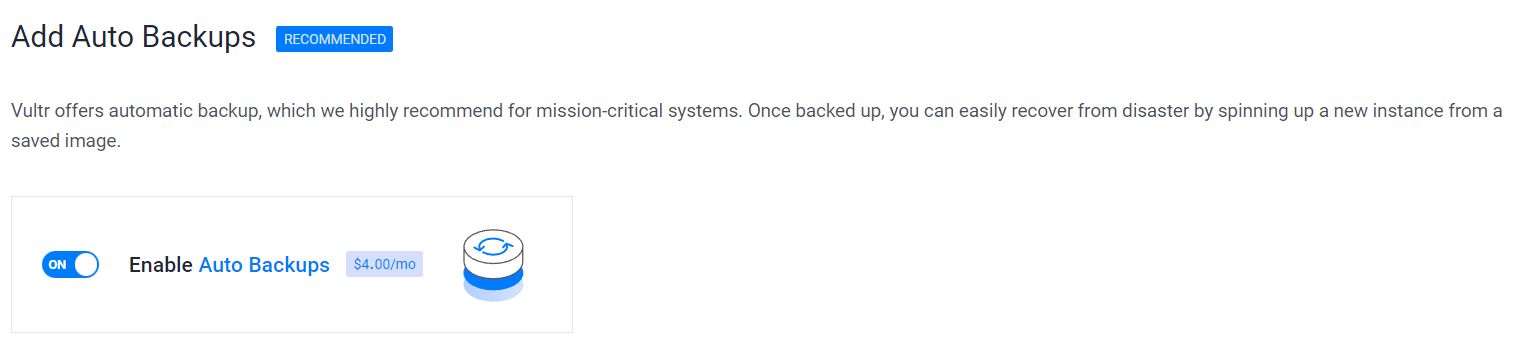 Add Auto Backups RECOMMENDED
Vultr offers automatic backup, which we highly recommend for mission-critical systems. Once backed up, you can easily recover from disaster by spinning up a new instance from a
saved image.
ON Enable Auto Backups $4.00/mo